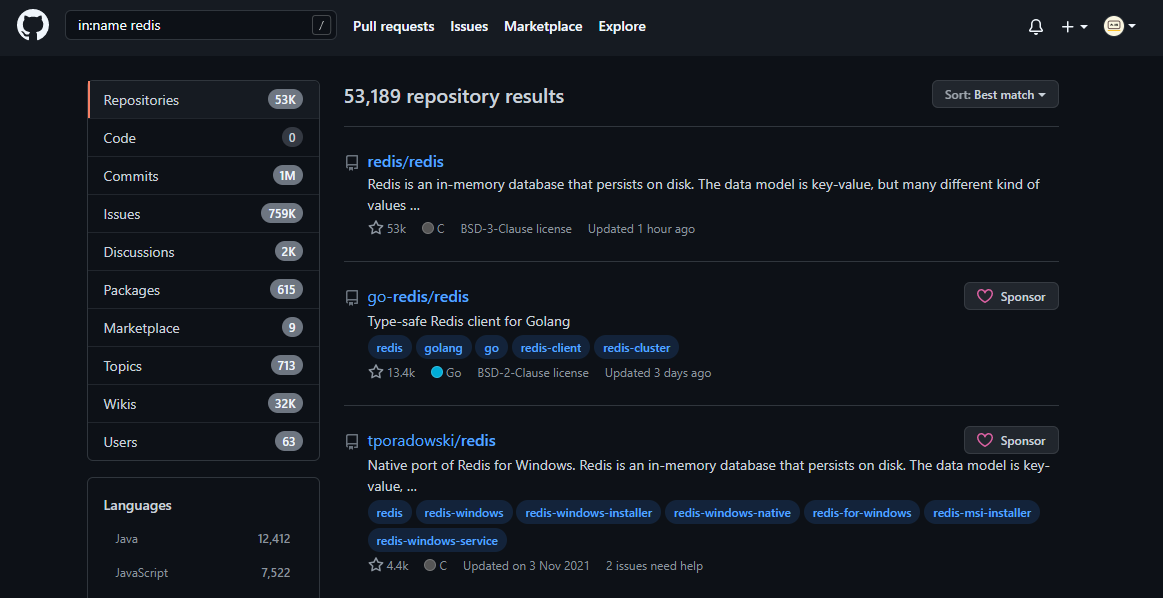 in:name redis
/
Pull requests Issues Marketplace Explore
Repositories 53K
Code 0
Commits 1M
Issues 759K
Discussions 2K
Packages 615
Marketplace 9
Topics 713
Wikis 32K
Users 63
Languages
Java 12,412
JavaScript 7,522
53,189 repository results
Sort: Best match
redis/redis
Redis is an in-memory database that persists on disk. The data model is key-value, but many different kind of
values ...
53k C BSD-3-Clause license Updated 1 hour ago
go-redis/redis
Sponsor
Type-safe Redis client for Golang
redis golang go redis-client redis-cluster
13.4k Go BSD-2-Clause license Updated 3 days ago
tporadowski/redis
Sponsor
Native port of Redis for Windows. Redis is an in-memory database that persists on disk. The data model is key-
value, ...
redis redis-windows redis-windows-installer redis-windows-native redis-for-windows redis-msi-installer
redis-windows-service
4.4k C Updated on 3 Nov 2021 2 issues need help